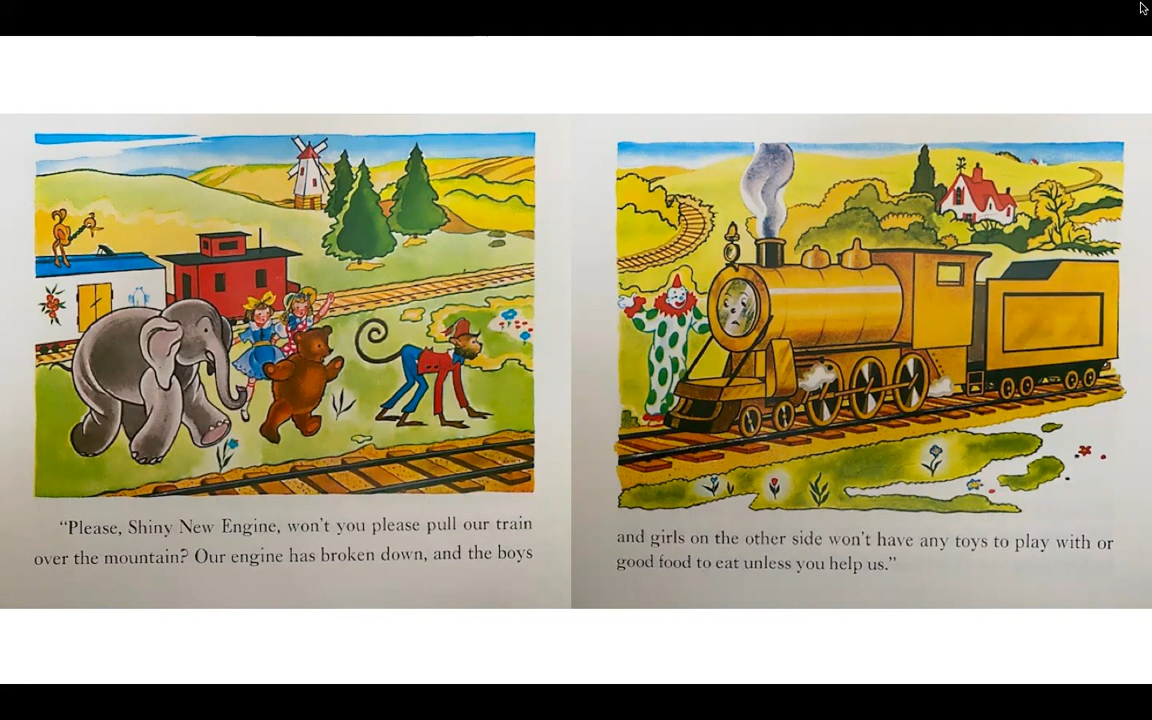 “Please, Shiny New Engine, won’t you please pull our train
over the mountain? Our engine has broken down, and the boys
and girls on the other side won’t have any toys to play with or
good food to eat unless you help us.”